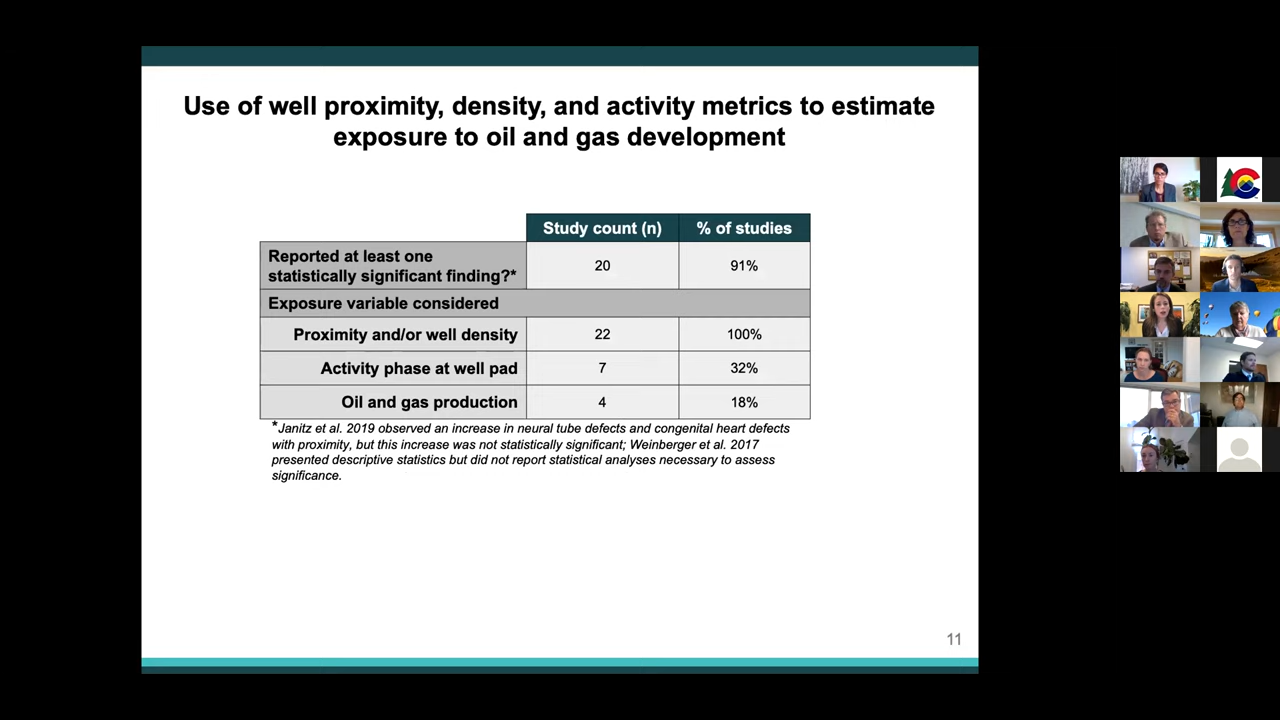 Use of well proximity, density, and activity metrics to estimate
exposure to oil and gas development
Study count (n) % of studies
Reported at least one
statistically significant finding?* 20 91%
Exposure variable considered
Proximity and/or well density 22 100%
Activity phase at well pad 7 32%
Oil and gas production 4 18%
*Janitz et al. 2019 observed an increase in neural tube defects and congenital heart defects
with proximity, but this increase was not statistically significant; Weinberger et al. 2017
presented descriptive statistics but did not report statistical analyses necessary to assess
significance.
11